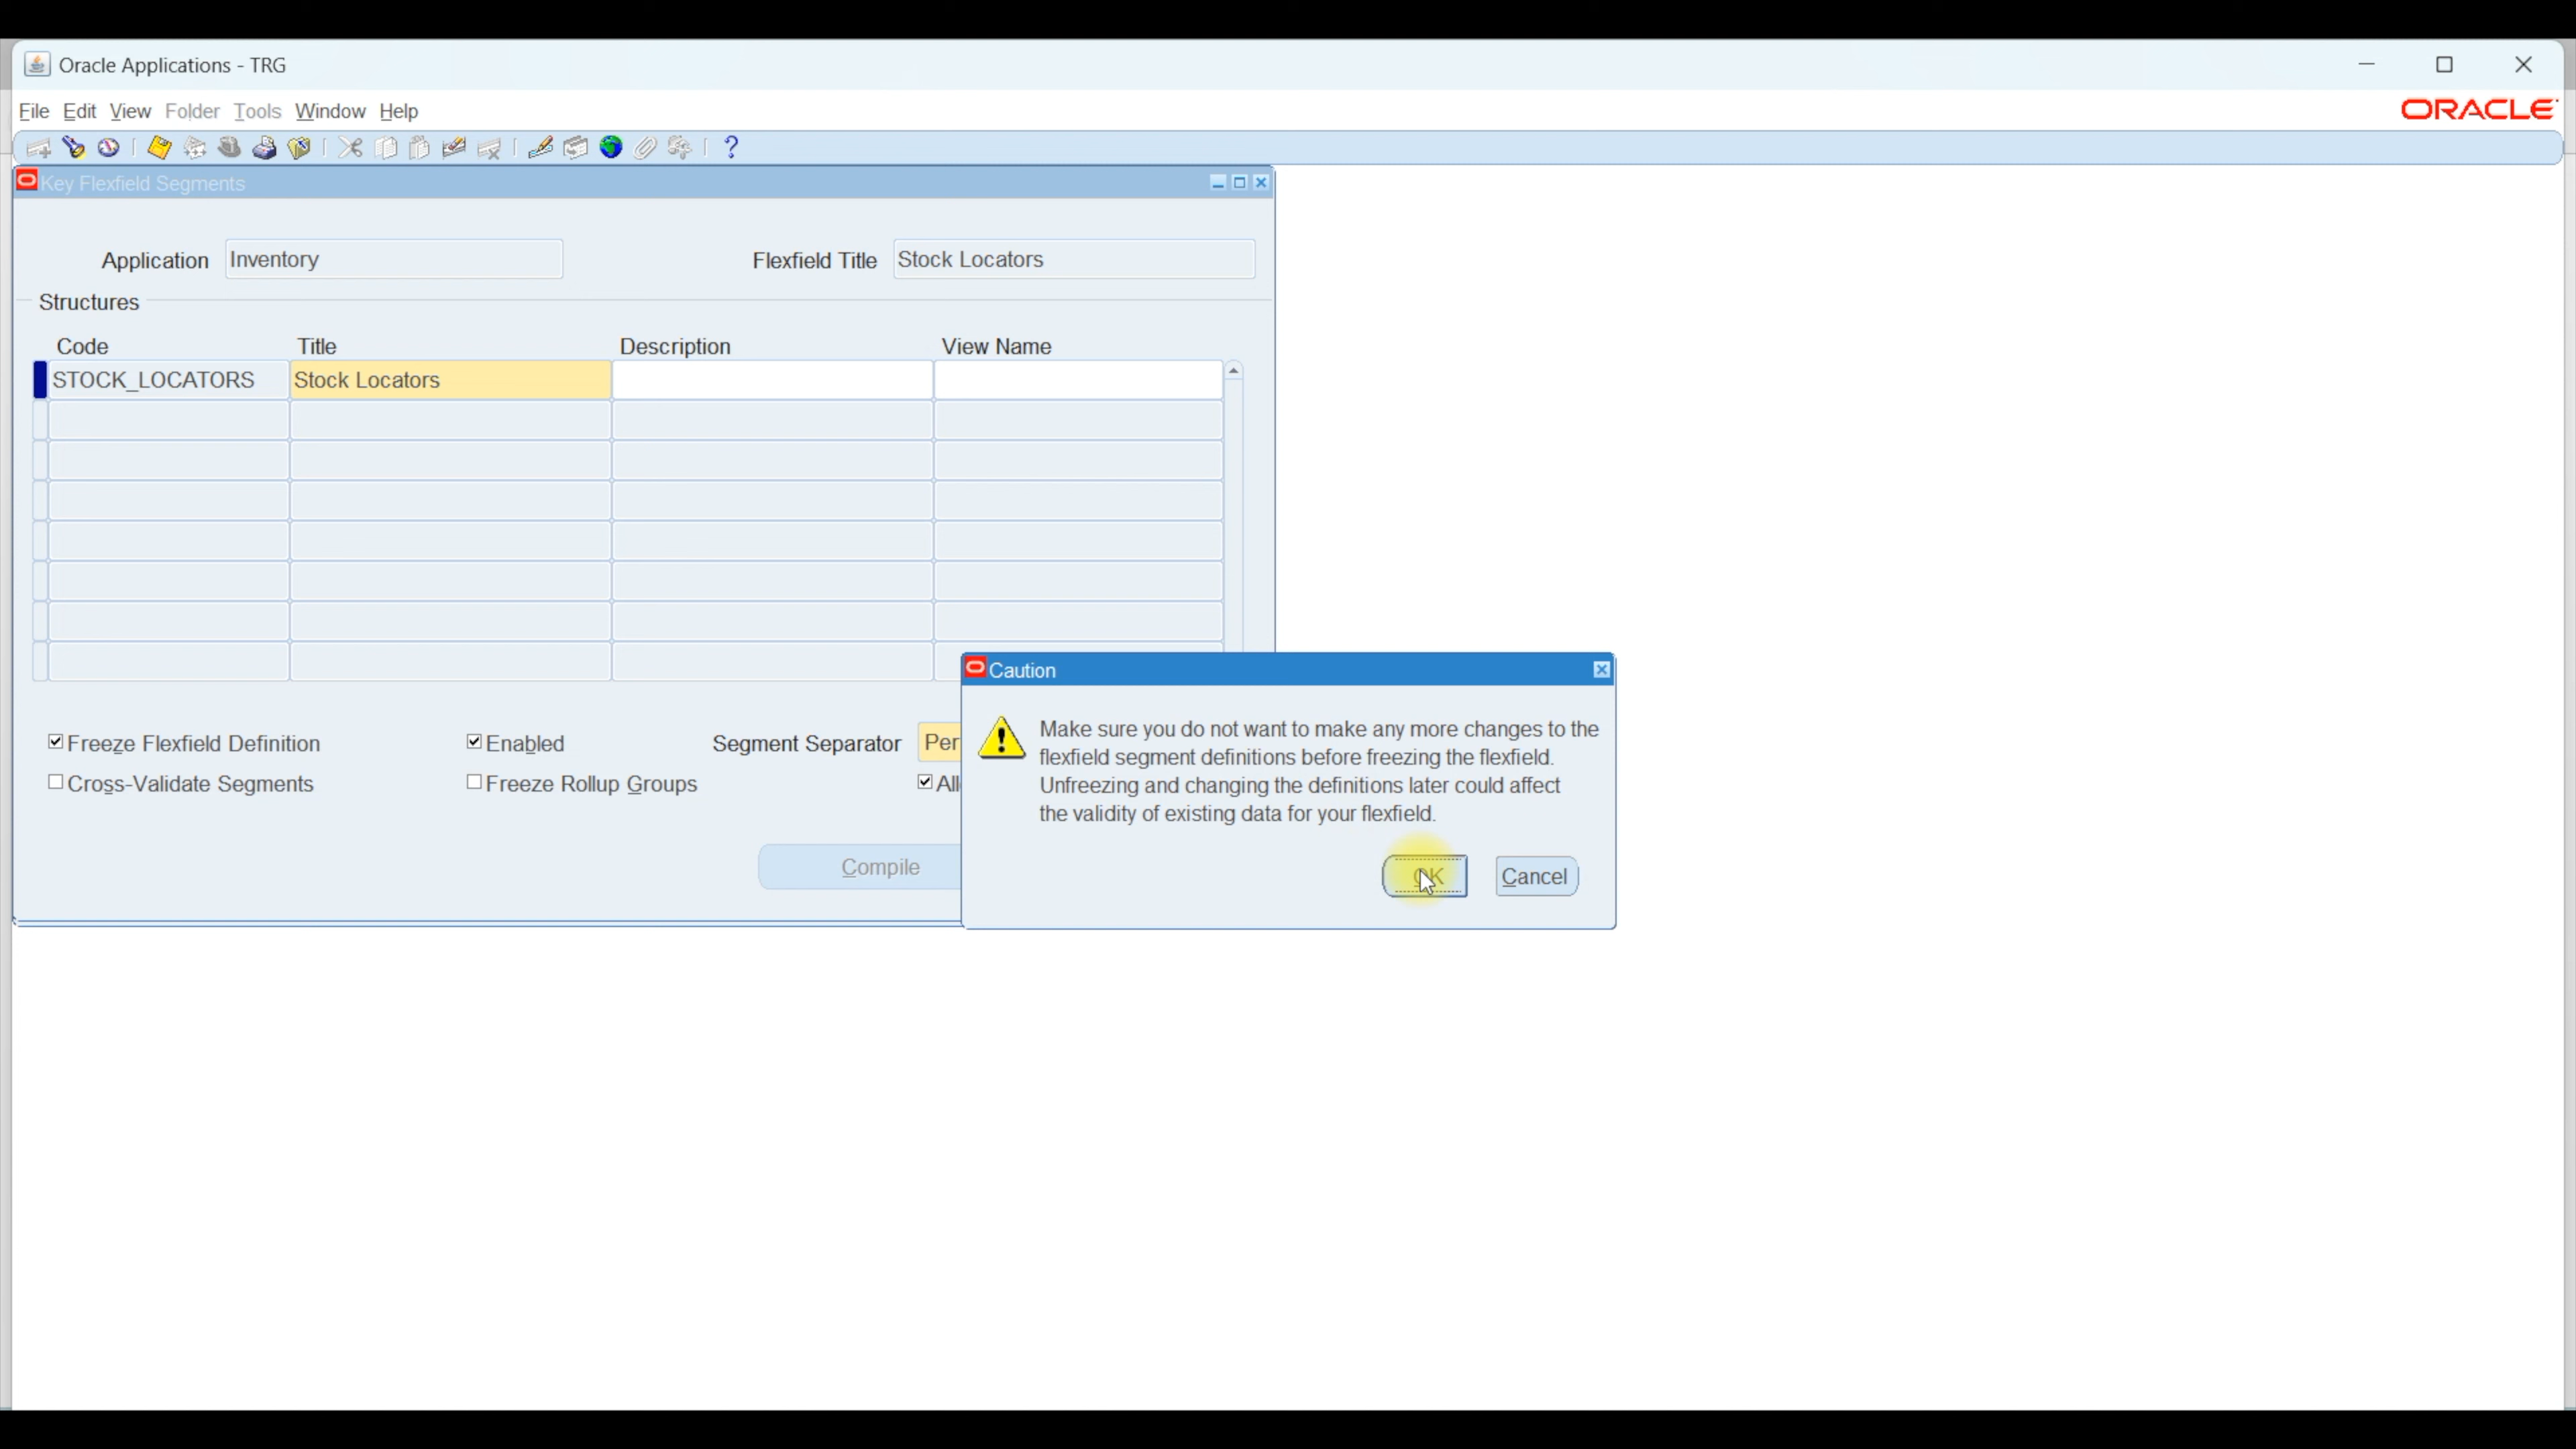 Oracle Applications - TRG
File Edit View Folder Tools Window Help
ORACLE
Key Flexfield Segments
Application Inventory Flexfield Title Stock Locators
Structures
Code Title Description View Name
STOCK_LOCATORS Stock Locators
Caution
Make sure you do not want to make any more changes to the
flexfield segment definitions before freezing the flexfield.
Unfreezing and changing the definitions later could affect
the validity of existing data for your flexfield.
OK Cancel
Freeze Flexfield Definition Enabled Segment Separator Per
Cross-Validate Segments Freeze Rollup Groups All
Compile